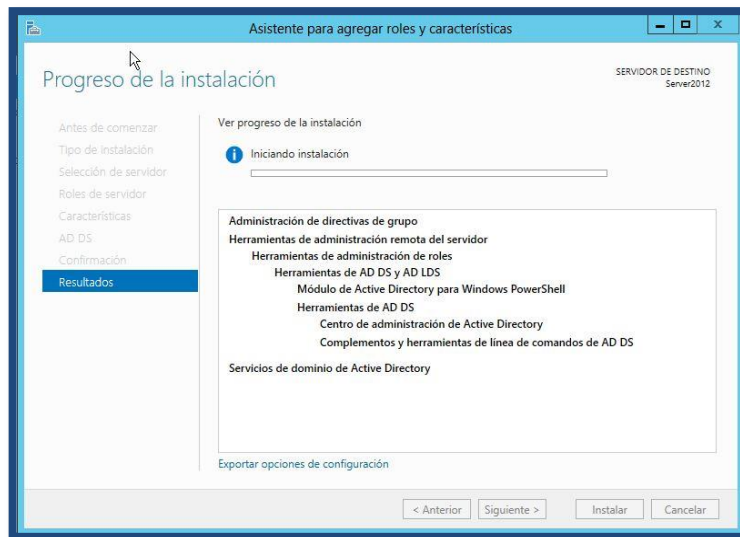 Asistente para agregar roles y características
Progreso de la instalación
SERVIDOR DE DESTINO
Server2012
Antes de comenzar
Tipo de instalación
Selección de servidor
Roles de servidor
Características
AD DS
Confirmación
Resultados
Ver progreso de la instalación
Iniciando instalación
Administración de directivas de grupo
Herramientas de administración remota del servidor
Herramientas de administración de roles
Herramientas de AD DS y AD LDS
Módulo de Active Directory para Windows PowerShell
Herramientas de AD DS
Centro de administración de Active Directory
Complementos y herramientas de línea de comandos de AD DS
Servicios de dominio de Active Directory
Exportar opciones de configuración
< Anterior Siguiente > Instalar Cancelar